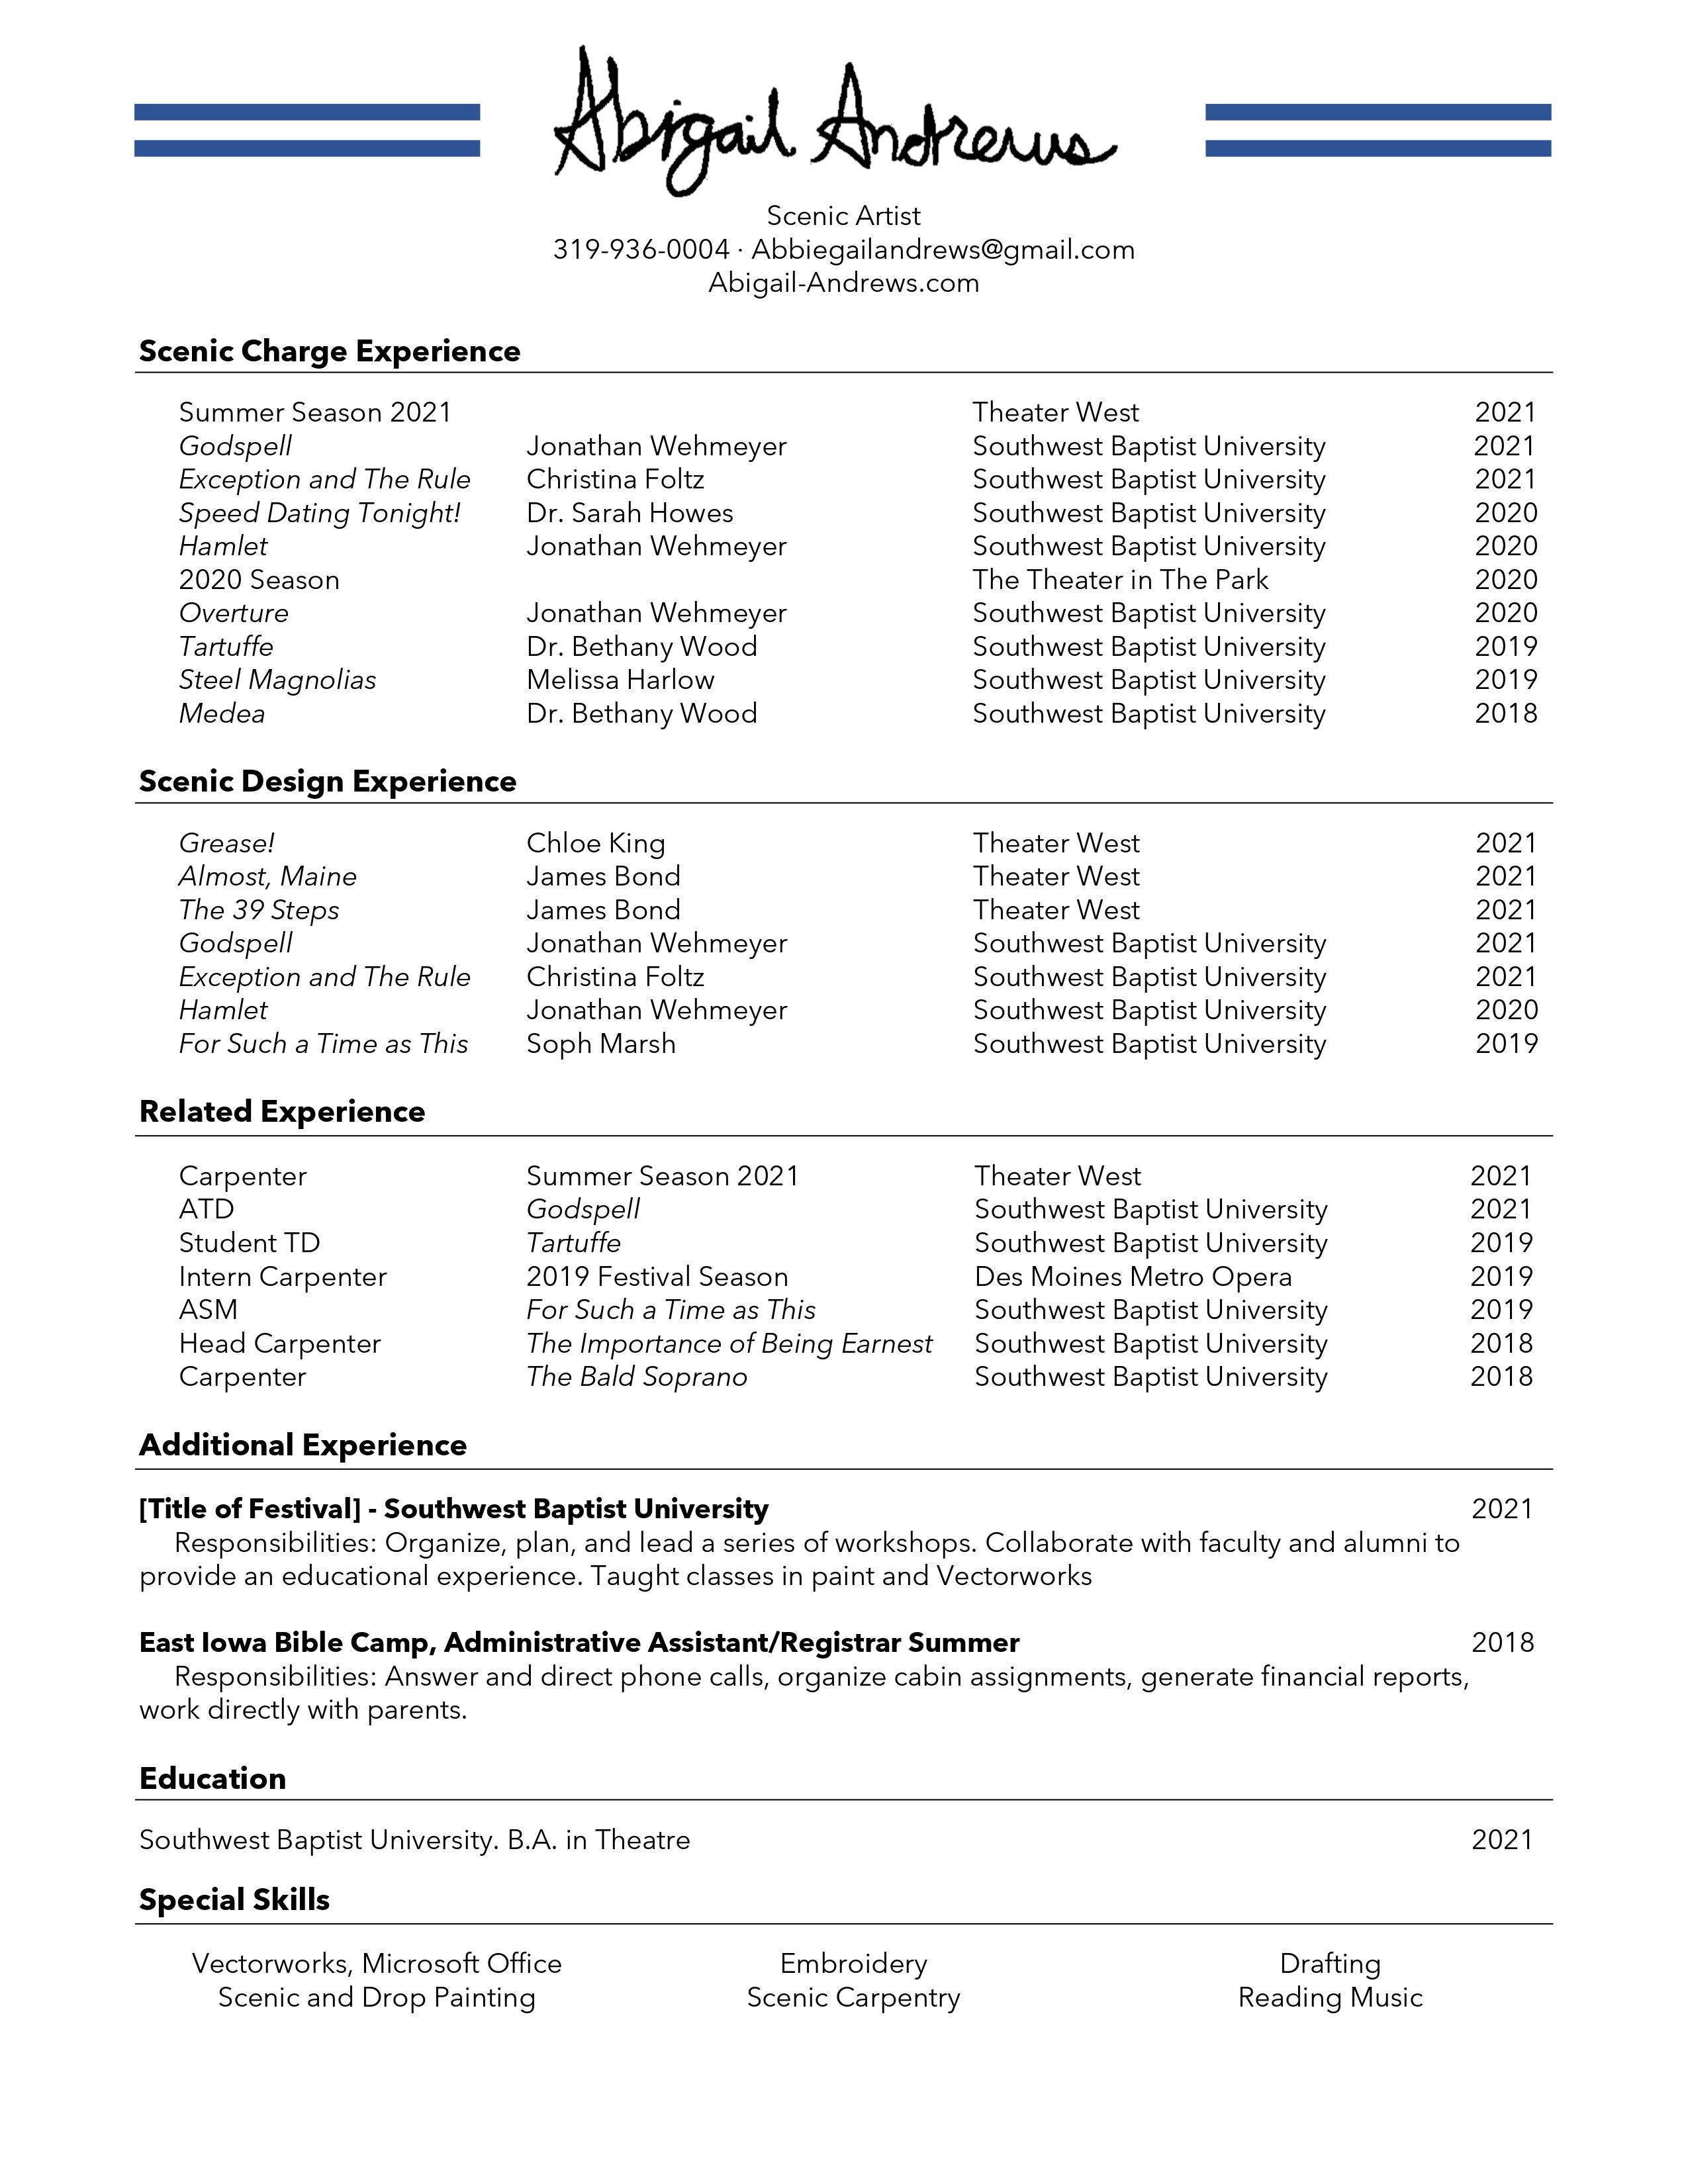 Abigail Andrews
Scenic Artist
319-936-0004 · Abbiegailandrews@gmail.com
Abigail-Andrews.com
Scenic Charge Experience
Summer Season 2021 Theater West 2021
Godspell Jonathan Wehmeyer Southwest Baptist University 2021
Exception and The Rule Christina Foltz Southwest Baptist University 2021
Speed Dating Tonight! Dr. Sarah Howes Southwest Baptist University 2020
Hamlet Jonathan Wehmeyer Southwest Baptist University 2020
2020 Season The Theater in The Park 2020
Overture Jonathan Wehmeyer Southwest Baptist University 2020
Tartuffe Dr. Bethany Wood Southwest Baptist University 2019
Steel Magnolias Melissa Harlow Southwest Baptist University 2019
Medea Dr. Bethany Wood Southwest Baptist University 2018
Scenic Design Experience
Grease! Chloe King Theater West 2021
Almost, Maine James Bond Theater West 2021
The 39 Steps James Bond Theater West 2021
Godspell Jonathan Wehmeyer Southwest Baptist University 2021
Exception and The Rule Christina Foltz Southwest Baptist University 2021
Hamlet Jonathan Wehmeyer Southwest Baptist University 2020
For Such a Time as This Soph Marsh Southwest Baptist University 2019
Related Experience
Carpenter Summer Season 2021 Theater West 2021
ATD Godspell Southwest Baptist University 2021
Student TD Tartuffe Southwest Baptist University 2019
Intern Carpenter 2019 Festival Season Des Moines Metro Opera 2019
ASM For Such a Time as This Southwest Baptist University 2019
Head Carpenter The Importance of Being Earnest Southwest Baptist University 2018
Carpenter The Bald Soprano Southwest Baptist University 2018
Additional Experience
[Title of Festival] - Southwest Baptist University 2021
Responsibilities: Organize, plan, and lead a series of workshops. Collaborate with faculty and alumni to
provide an educational experience. Taught classes in paint and Vectorworks
East Iowa Bible Camp, Administrative Assistant/Registrar Summer 2018
Responsibilities: Answer and direct phone calls, organize cabin assignments, generate financial reports,
work directly with parents.
Education
Southwest Baptist University. B.A. in Theatre 2021
Special Skills
Vectorworks, Microsoft Office Embroidery Drafting
Scenic and Drop Painting Scenic Carpentry Reading Music